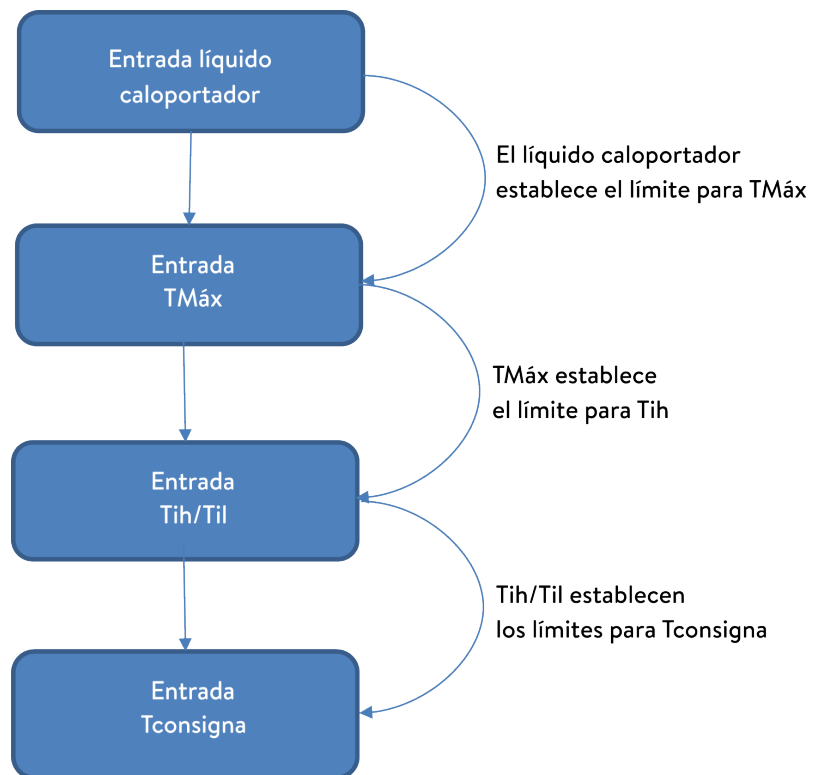 Entrada líquido
caloportador
El líquido caloportador
establece el límite para TMáx
Entrada
TMáx
TMáx establece
el límite para Tih
Entrada
Tih/Til
Tih/Til establecen
los límites para Tconsigna
Entrada
Tconsigna